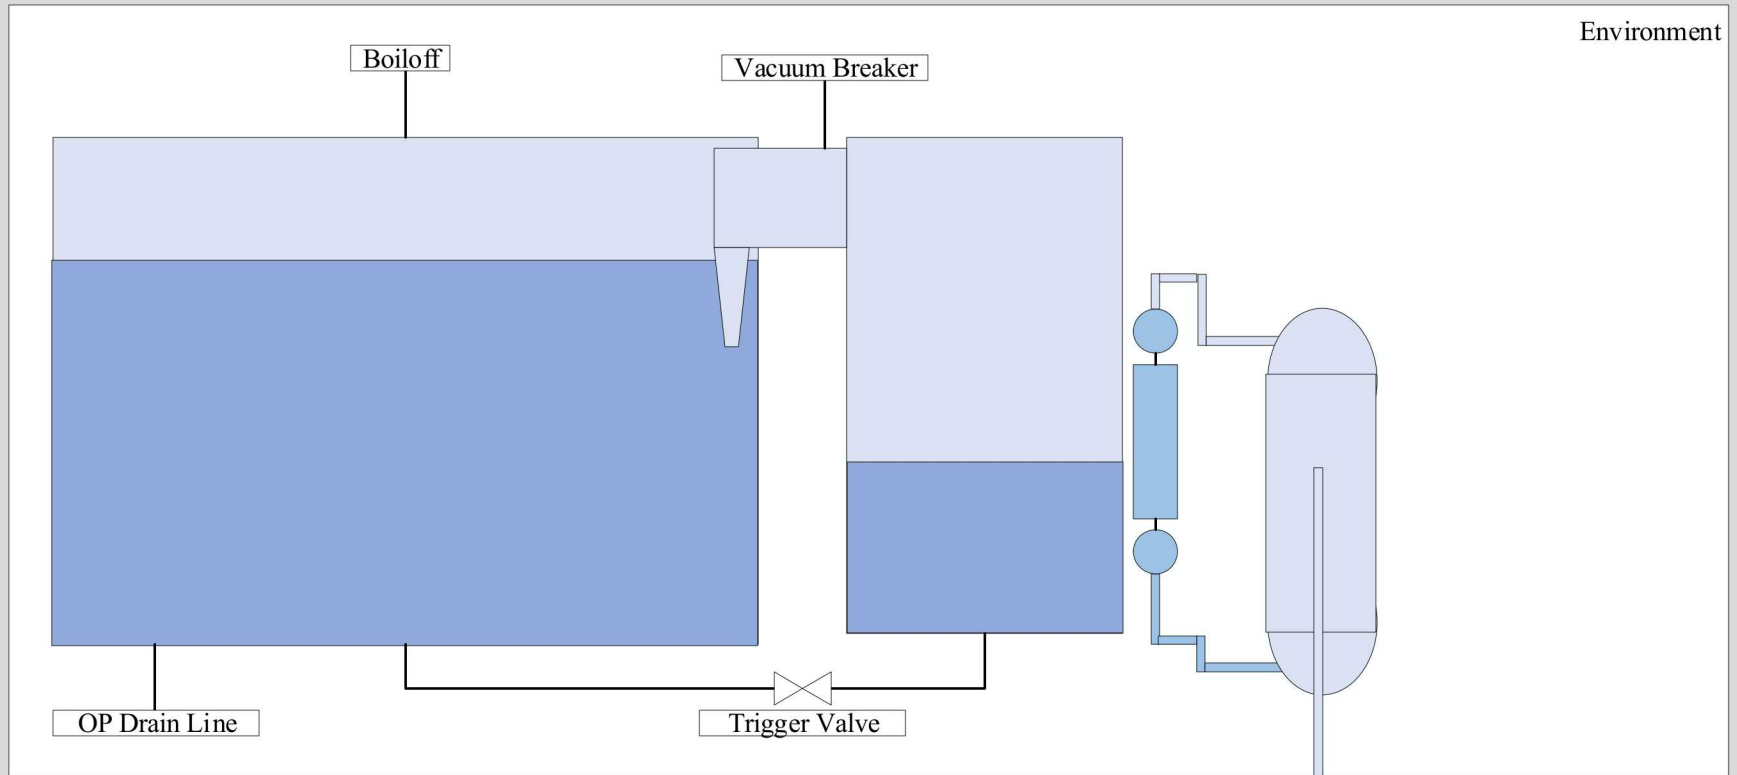 Environment
Boiloff
Vacuum Breaker
OP Drain Line
Trigger Valve